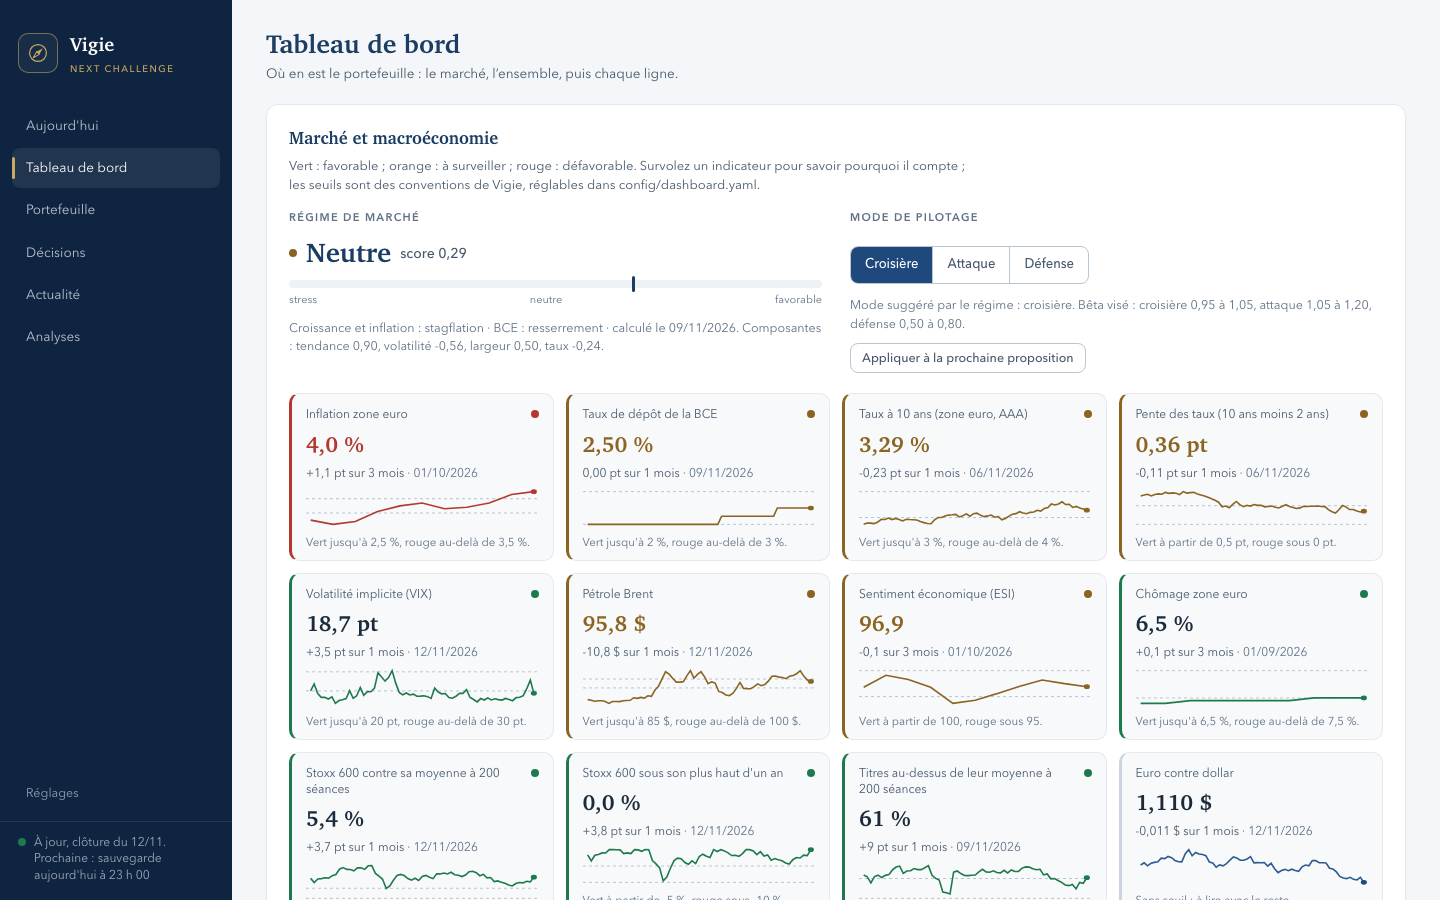 Vigie
NEXT CHALLENGE
Aujourd'hui
Tableau de bord
Portefeuille
Décisions
Actualité
Analyses
Réglages
À jour, clôture du 12/11.
Prochaine : sauvegarde
aujourd'hui à 23 h 00
Tableau de bord
Où en est le portefeuille : le marché, l'ensemble, puis chaque ligne.
Marché et macroéconomie
Vert : favorable ; orange : à surveiller ; rouge : défavorable. Survolez un indicateur pour savoir pourquoi il compte ;
les seuils sont des conventions de Vigie, réglables dans config/dashboard.yaml.
RÉGIME DE MARCHÉ
Neutre score 0,29
stress neutre favorable
Croissance et inflation : stagflation · BCE : resserrement · calculé le 09/11/2026. Composantes
: tendance 0,90, volatilité -0,56, largeur 0,50, taux -0,24.
MODE DE PILOTAGE
Croisière Attaque Défense
Mode suggéré par le régime : croisière. Bêta visé : croisière 0,95 à 1,05, attaque 1,05 à 1,20,
défense 0,50 à 0,80.
Appliquer à la prochaine proposition
Inflation zone euro
4,0 %
+1,1 pt sur 3 mois · 01/10/2026
Vert jusqu'à 2,5 %, rouge au-delà de 3,5 %.
Taux de dépôt de la BCE
2,50 %
0,00 pt sur 1 mois · 09/11/2026
Vert jusqu'à 2 %, rouge au-delà de 3 %.
Taux à 10 ans (zone euro, AAA)
3,29 %
-0,23 pt sur 1 mois · 06/11/2026
Vert jusqu'à 3 %, rouge au-delà de 4 %.
Pente des taux (10 ans moins 2 ans)
0,36 pt
-0,11 pt sur 1 mois · 06/11/2026
Vert à partir de 0,5 pt, rouge sous 0 pt.
Volatilité implicite (VIX)
18,7 pt
+3,5 pt sur 1 mois · 12/11/2026
Vert jusqu'à 20 pt, rouge au-delà de 30 pt.
Pétrole Brent
95,8 $
-10,8 $ sur 1 mois · 12/11/2026
Vert jusqu'à 85 $, rouge au-delà de 100 $.
Sentiment économique (ESI)
96,9
-0,1 sur 3 mois · 01/10/2026
Vert à partir de 100, rouge sous 95.
Chômage zone euro
6,5 %
+0,1 pt sur 3 mois · 01/09/2026
Vert jusqu'à 6,5 %, rouge au-delà de 7,5 %.
Stoxx 600 contre sa moyenne à 200
séances
5,4 %
+3,7 pt sur 1 mois · 12/11/2026
Stoxx 600 sous son plus haut d'un an
0,0 %
+3,8 pt sur 1 mois · 12/11/2026
Vert à partir de -5 %, rouge sous -10 %.
Titres au-dessus de leur moyenne à
200 séances
61 %
+9 pt sur 1 mois · 09/11/2026
Euro contre dollar
1,110 $
-0,011 $ sur 1 mois · 12/11/2026
Sans seuil : à lire avec le reste.